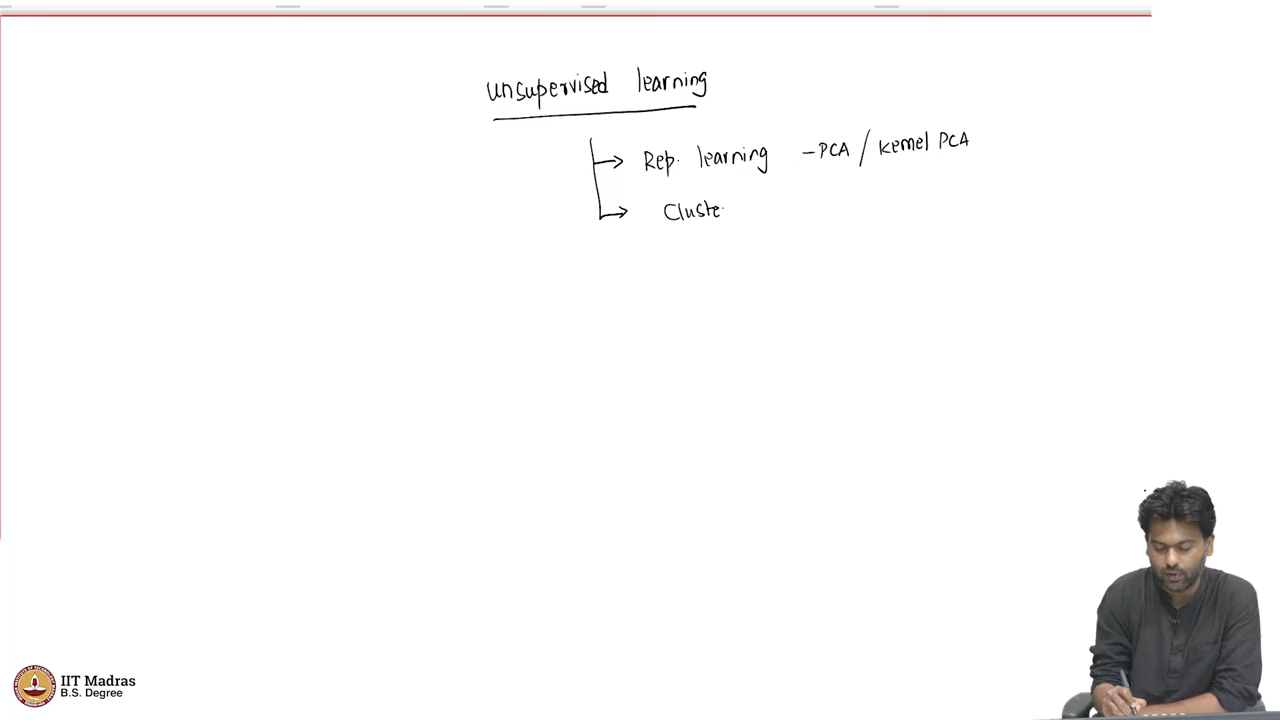 unsupervised learning
Rep. learning - PCA / Kernel PCA
Cluste
IIT Madras
B.S. Degree